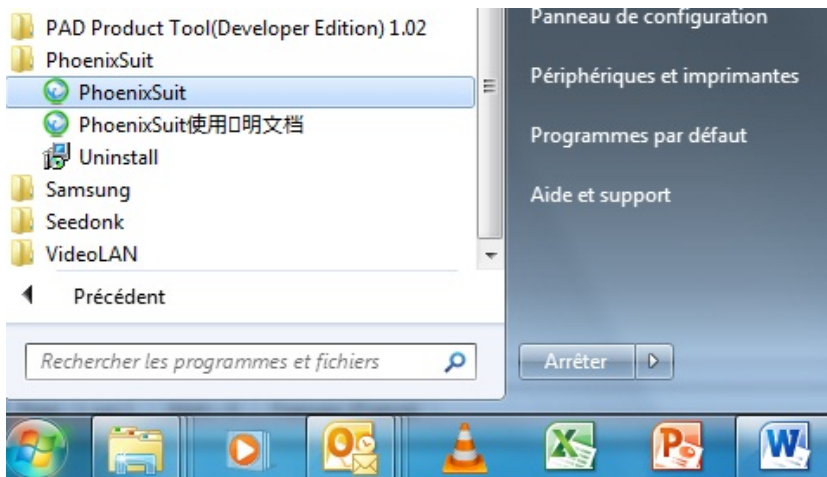 PAD Product Tool(Developer Edition) 1.02
PhoenixSuit
PhoenixSuit
PhoenixSuit使用□明文档
Uninstall
Samsung
Seedonk
VideoLAN
Précédent
Rechercher les programmes et fichiers
Panneau de configuration
Périphériques et imprimantes
Programmes par défaut
Aide et support
Arrêter